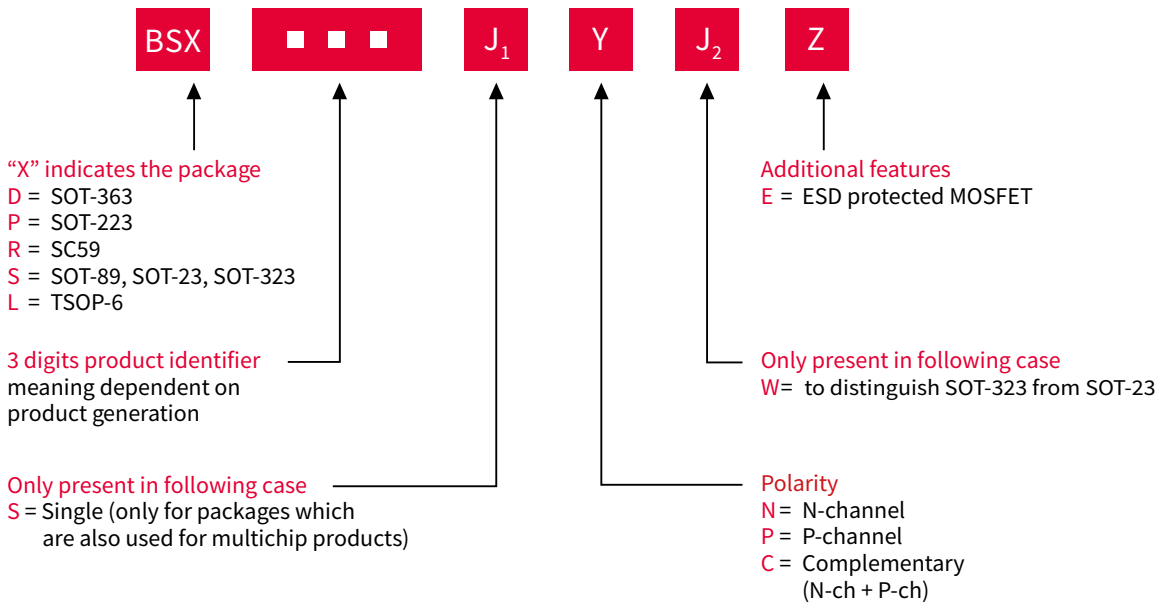 BSX ■ ■ ■ J₁ Y J₂ Z
“X” indicates the package
D = SOT-363
P = SOT-223
R = SC59
S = SOT-89, SOT-23, SOT-323
L = TSOP-6
Additional features
E = ESD protected MOSFET
3 digits product identifier
meaning dependent on
product generation
Only present in following case
W= to distinguish SOT-323 from SOT-23
Only present in following case
S = Single (only for packages which
are also used for multichip products)
Polarity
N = N-channel
P = P-channel
C = Complementary
(N-ch + P-ch)